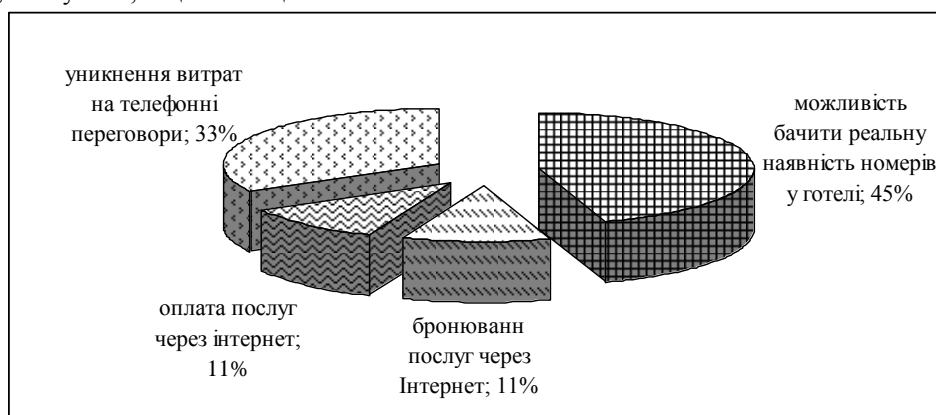 уникнення витрат
на телефонні
переговори; 33%
можливість
бачити реальну
наявність номерів
у готелі; 45%
оплата послуг
через інтернет;
11%
бронюванн
послуг через
Інтернет; 11%